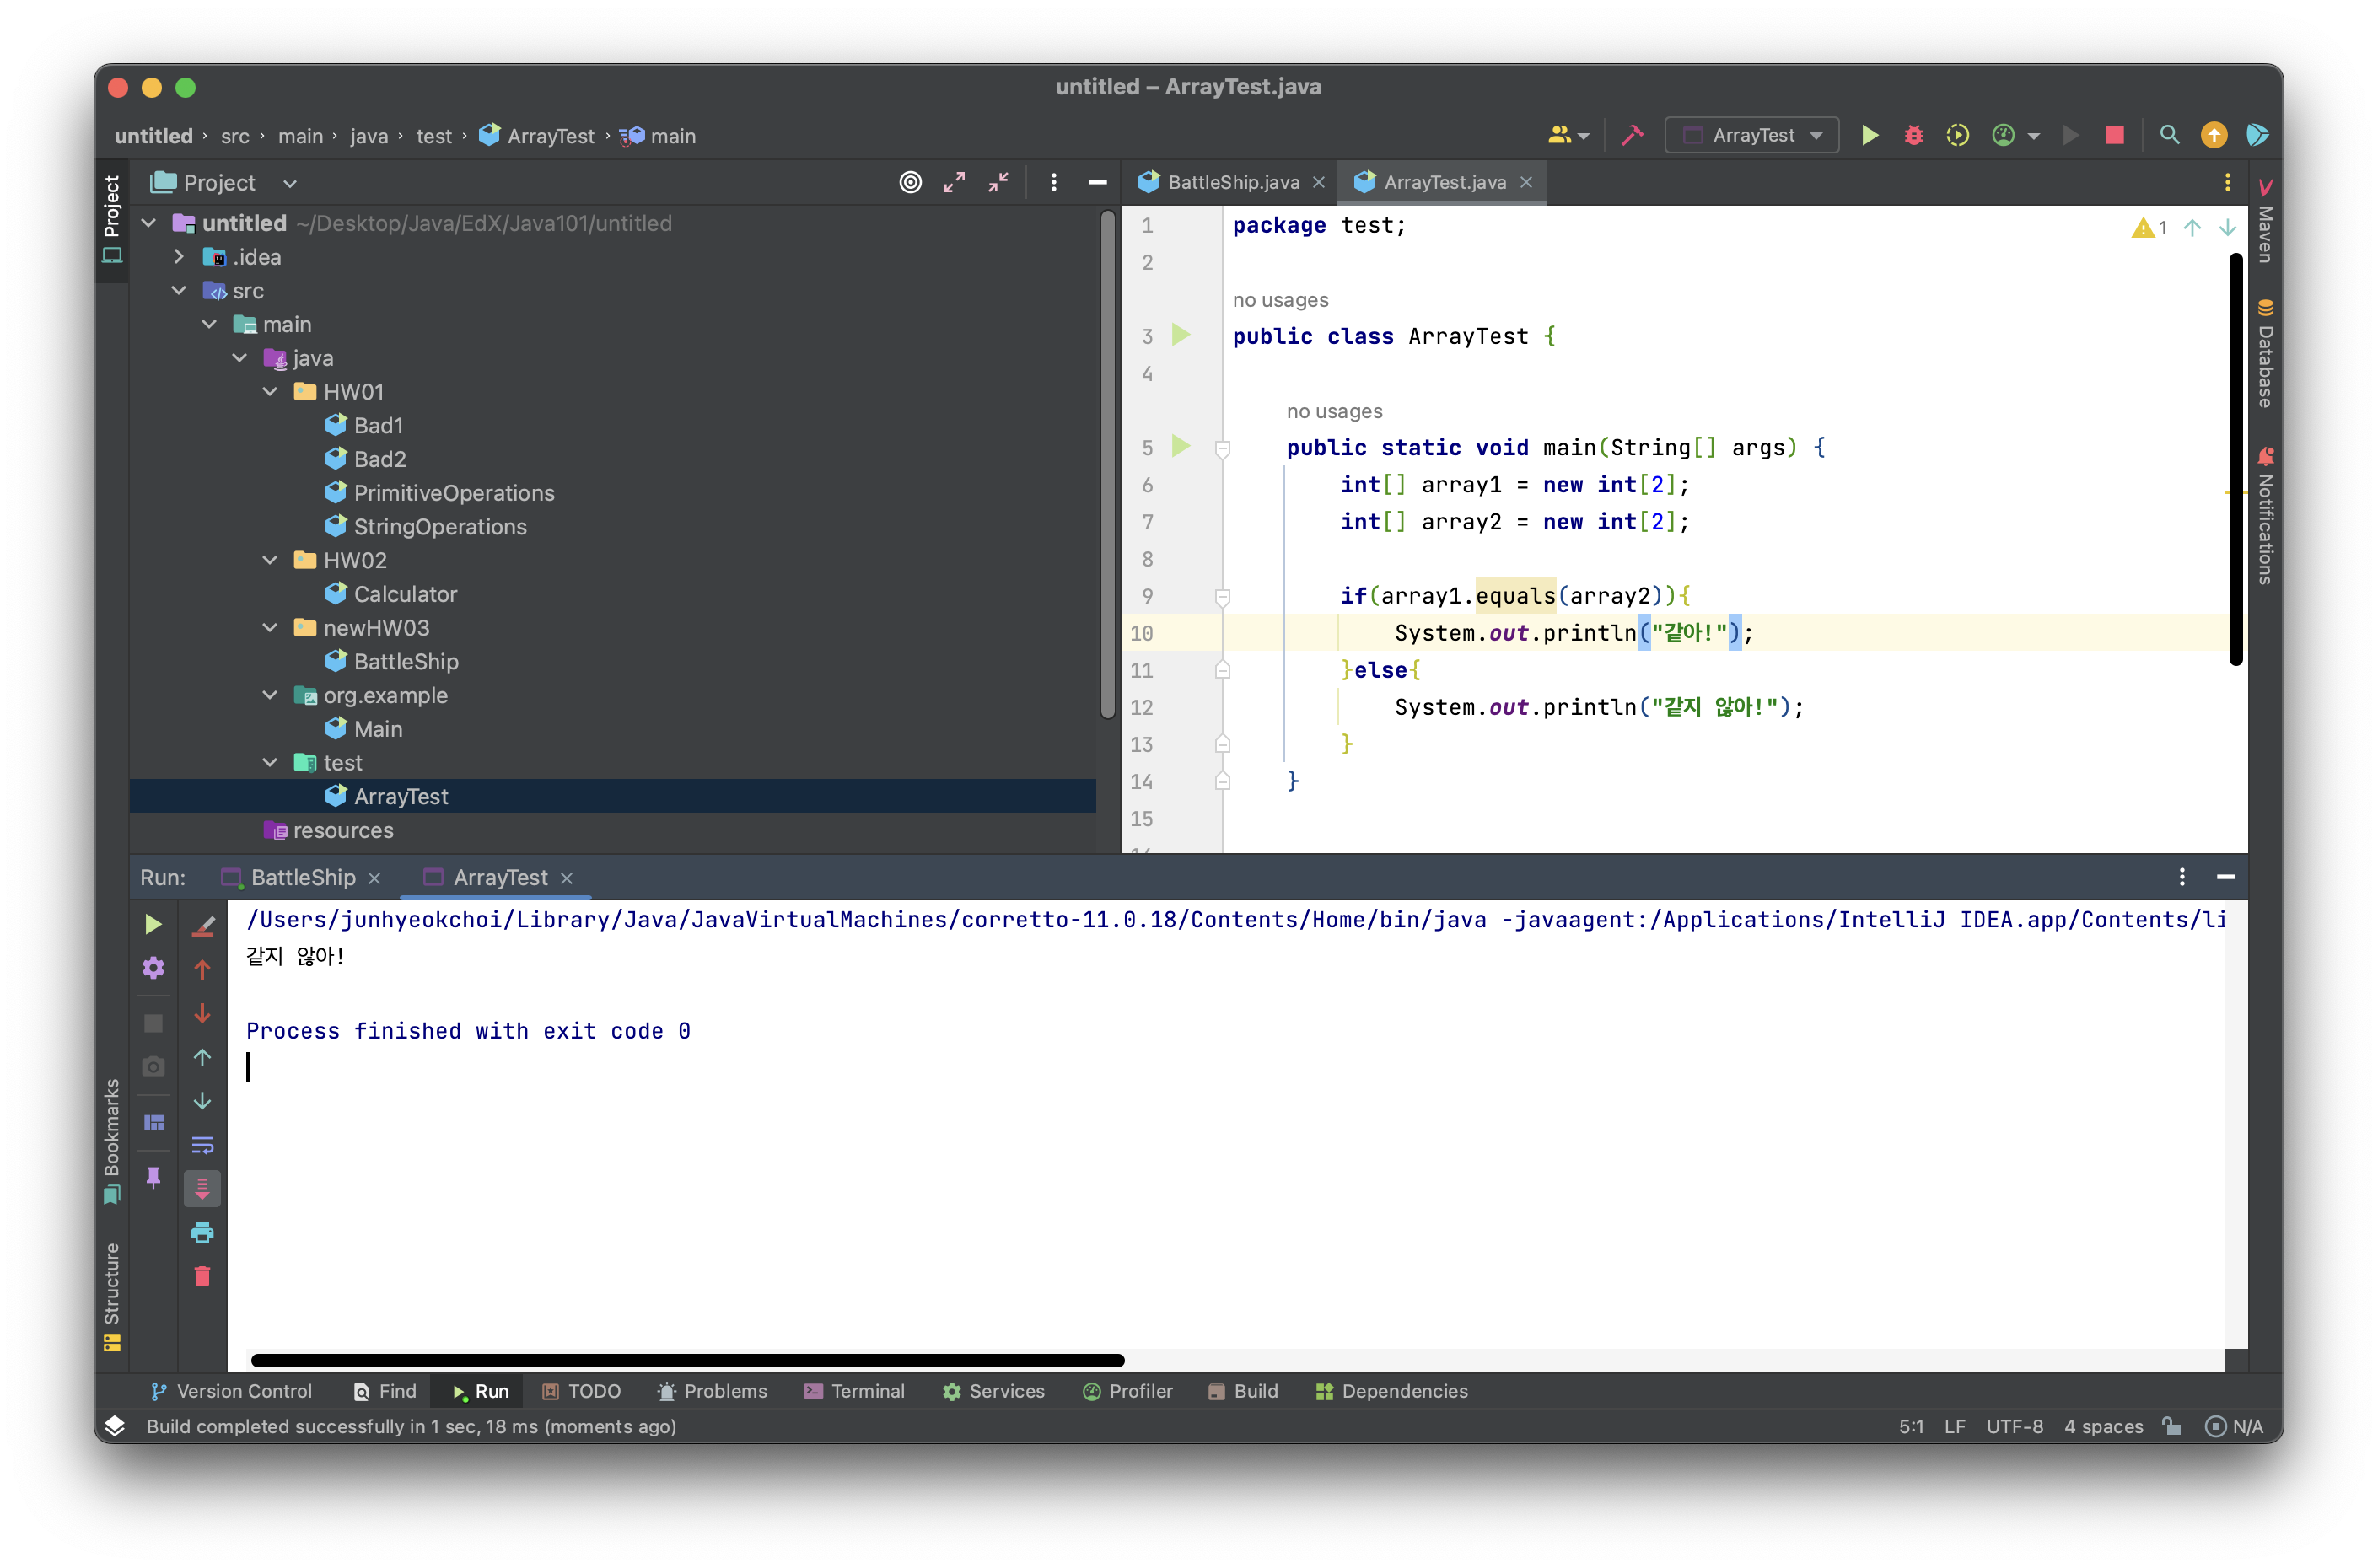 untitled – ArrayTest.java
untitled › src › main › java › test › ArrayTest › main
ArrayTest
Project
Project
untitled ~/Desktop/Java/EdX/Java101/untitled
.idea
src
main
java
HW01
Bad1
Bad2
PrimitiveOperations
StringOperations
HW02
Calculator
newHW03
BattleShip
org.example
Main
test
ArrayTest
resources
BattleShip.java
ArrayTest.java
1
1 package test;
2
no usages
3 public class ArrayTest {
4
no usages
5 public static void main(String[] args) {
6 int[] array1 = new int[2];
7 int[] array2 = new int[2];
8
9 if(array1.equals(array2)){
10 System.out.println("같아!");
11 }else{
12 System.out.println("같지 않아!");
13 }
14 }
15
Maven
Database
Notifications
Run: BattleShip ArrayTest
/Users/junhyeokchoi/Library/Java/JavaVirtualMachines/corretto-11.0.18/Contents/Home/bin/java -javaagent:/Applications/IntelliJ IDEA.app/Contents/li
같지 않아!
Process finished with exit code 0
Bookmarks
Structure
Version Control Find Run TODO Problems Terminal Services Profiler Build Dependencies
Build completed successfully in 1 sec, 18 ms (moments ago)
5:1 LF UTF-8 4 spaces N/A